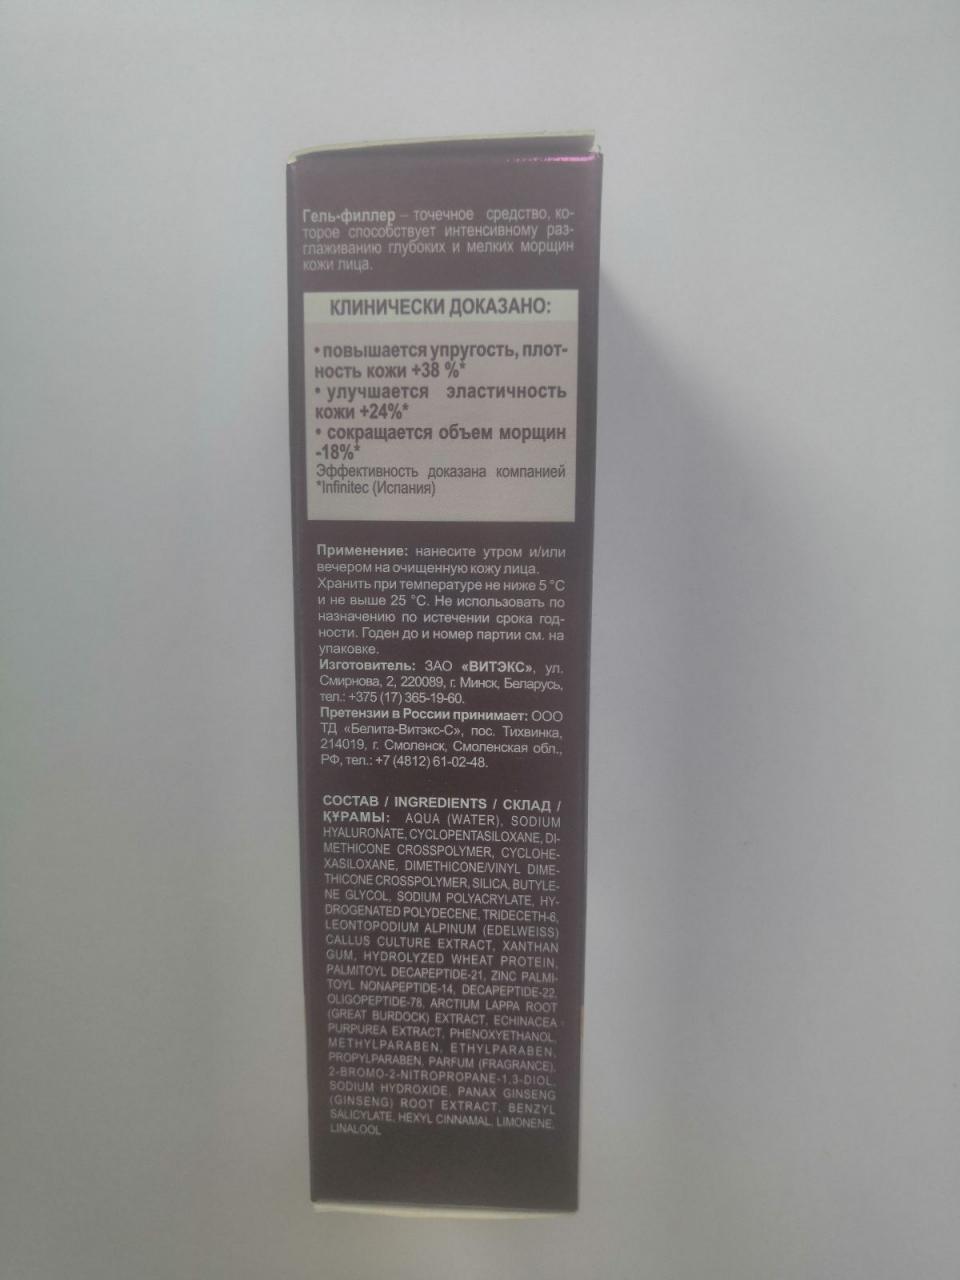 Гель-филлер – точечное средство, ко-
торое способствует интенсивному раз-
глаживанию глубоких и мелких морщин
кожи лица.
КЛИНИЧЕСКИ ДОКАЗАНО:
• повышается упругость, плот-
ность кожи +38 %*
• улучшается эластичность
кожи +24%*
• сокращается объем морщин
-18%*
Эффективность доказана компанией
*Infinitec (Испания)
Применение: нанесите утром и/или
вечером на очищенную кожу лица.
Хранить при температуре не ниже 5 °C
и не выше 25 °C. Не использовать по
назначению по истечении срока год-
ности. Годен до и номер партии см. на
упаковке.
Изготовитель: ЗАО «ВИТЭКС», ул.
Смирнова, 2, 220089, г. Минск, Беларусь,
тел.: +375 (17) 365-19-60.
Претензии в России принимает: ООО
ТД «Белита-Витэкс-С», пос. Тихвинка,
214019, г. Смоленск, Смоленская обл.,
РФ, тел.: +7 (4812) 61-02-48.
СОСТАВ / INGREDIENTS / СКЛАД /
ҚҰРАМЫ: AQUA (WATER), SODIUM
HYALURONATE, CYCLOPENTASILOXANE, DI-
METHICONE CROSSPOLYMER, CYCLOHE-
XASILOXANE, DIMETHICONE/VINYL DIME-
THICONE CROSSPOLYMER, SILICA, BUTYLE-
NE GLYCOL, SODIUM POLYACRYLATE, HY-
DROGENATED POLYDECENE, TRIDECETH-6,
LEONTOPODIUM ALPINUM (EDELWEISS)
CALLUS CULTURE EXTRACT, XANTHAN
GUM, HYDROLYZED WHEAT PROTEIN,
PALMITOYL DECAPEPTIDE-21, ZINC PALMI-
TOYL NONAPEPTIDE-14, DECAPEPTIDE-22,
OLIGOPEPTIDE-78, ARCTIUM LAPPA ROOT
(GREAT BURDOCK) EXTRACT, ECHINACEA
PURPUREA EXTRACT, PHENOXYETHANOL,
METHYLPARABEN, ETHYLPARABEN,
PROPYLPARABEN, PARFUM (FRAGRANCE),
2-BROMO-2-NITROPROPANE-1,3-DIOL,
SODIUM HYDROXIDE, PANAX GINSENG
(GINSENG) ROOT EXTRACT, BENZYL
SALICYLATE, HEXYL CINNAMAL, LIMONENE,
LINALOOL